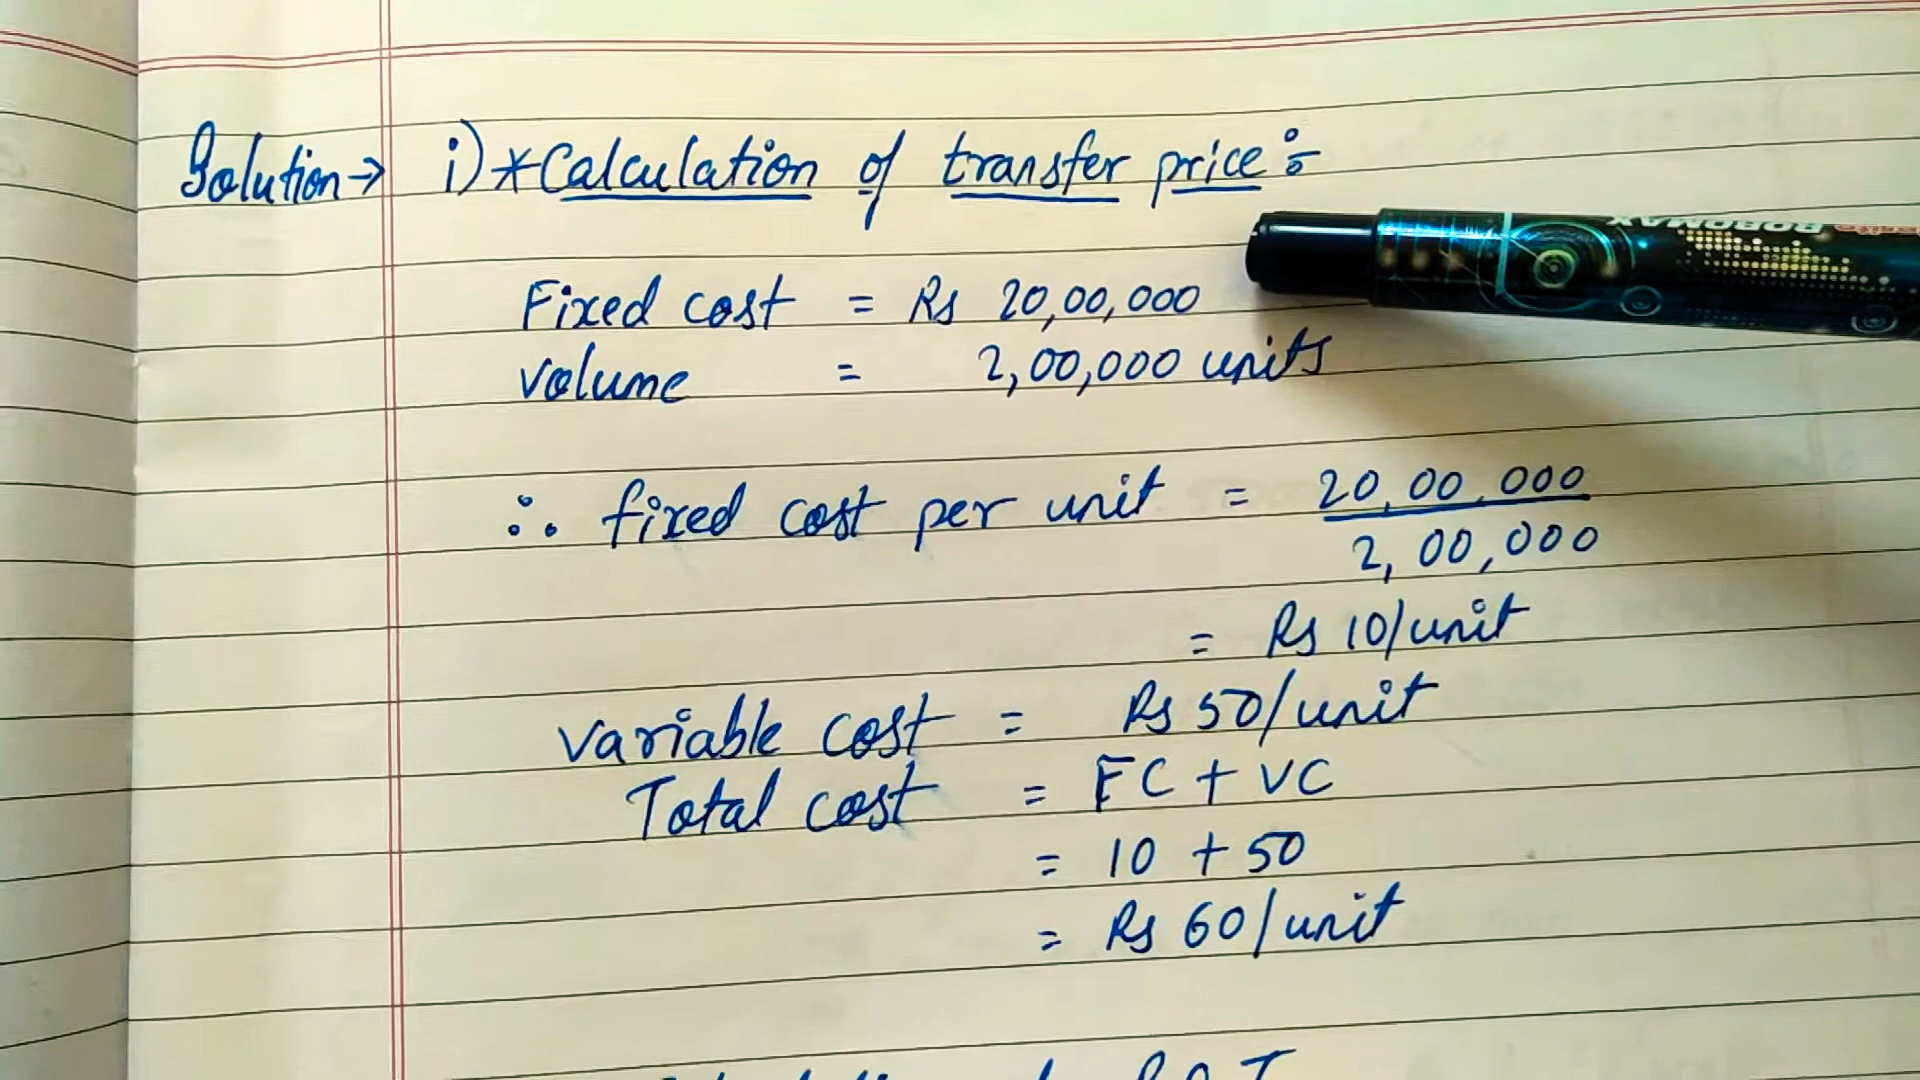 Solution→ i) *Calculation of transfer price:-
ROBOMAX
Fixed cost = Rs 20,00,000
volume = 2,00,000 units
∴ fixed cost per unit = 20,00,000
2,00,000
= Rs 10/unit
variable cost = Rs 50/unit
Total cost = FC + VC
= 10 + 50
= Rs 60/unit